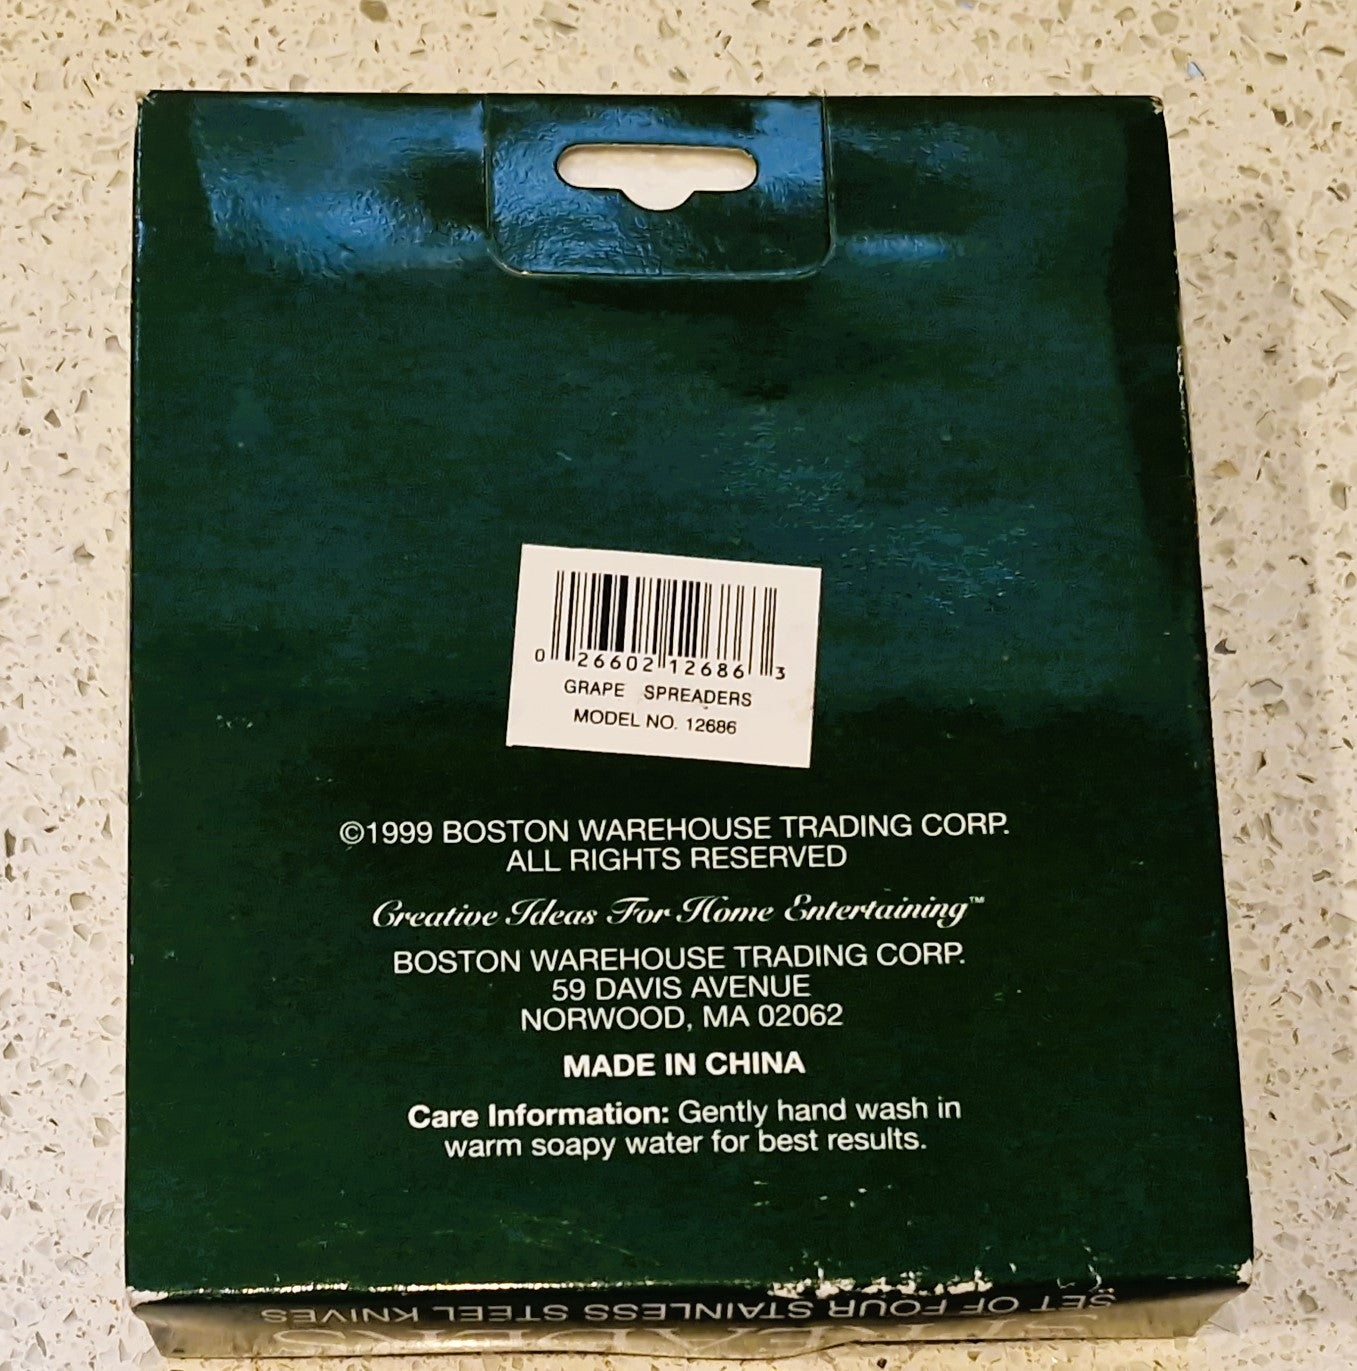 0 26602 12686 3
GRAPE SPREADERS
MODEL NO. 12686
©1999 BOSTON WAREHOUSE TRADING CORP.
ALL RIGHTS RESERVED
Creative Ideas For Home Entertaining™
BOSTON WAREHOUSE TRADING CORP.
59 DAVIS AVENUE
NORWOOD, MA 02062
MADE IN CHINA
Care Information: Gently hand wash in
warm soapy water for best results.
SET OF FOUR STAINLESS STEEL KNIVES